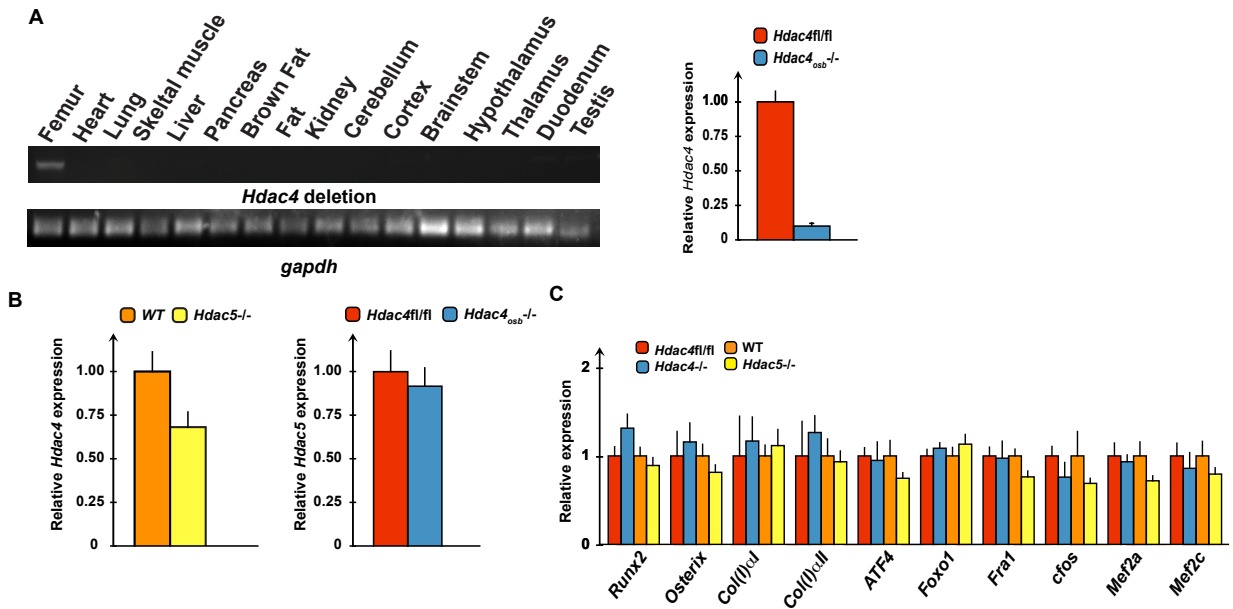 A
Femur
Heart
Lung
Skeltal muscle
Liver
Pancreas
Brown Fat
Fat
Kidney
Cerebellum
Cortex
Brainstem
Hypothalamus
Thalamus
Duodenum
Testis
Hdac4 deletion
gapdh
Hdac4fl/fl
Hdac4osb-/-
Relative Hdac4 expression
1.00
0.75
0.50
0.25
0
B
WT Hdac5-/-
Relative Hdac4 expression
1.00
0.75
0.50
0.25
0
Hdac4fl/fl Hdac4osb-/-
Relative Hdac5 expression
1.00
0.75
0.50
0.25
0
C
Hdac4fl/fl WT
Hdac4-/- Hdac5-/-
Relative expression
2
1
0
Runx2
Osterix
Col(I)αI
Col(I)αII
ATF4
Foxo1
Fra1
cfos
Mef2a
Mef2c